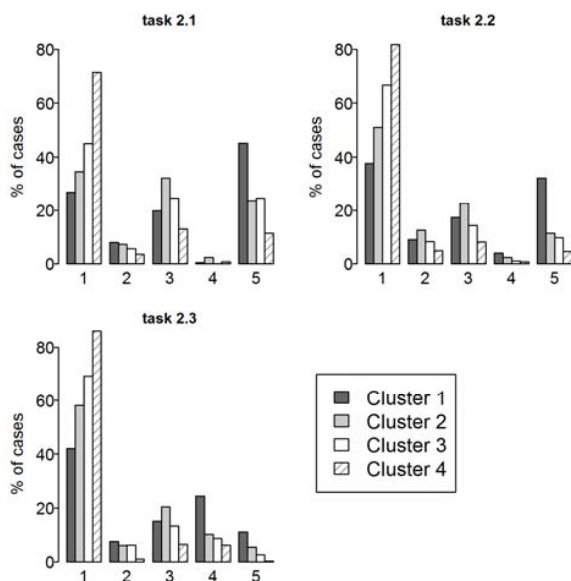 task 2.1
80
60
40
20
0
% of cases
1 2 3 4 5
task 2.2
80
60
40
20
0
% of cases
1 2 3 4 5
task 2.3
80
60
40
20
0
% of cases
1 2 3 4 5
Cluster 1
Cluster 2
Cluster 3
Cluster 4